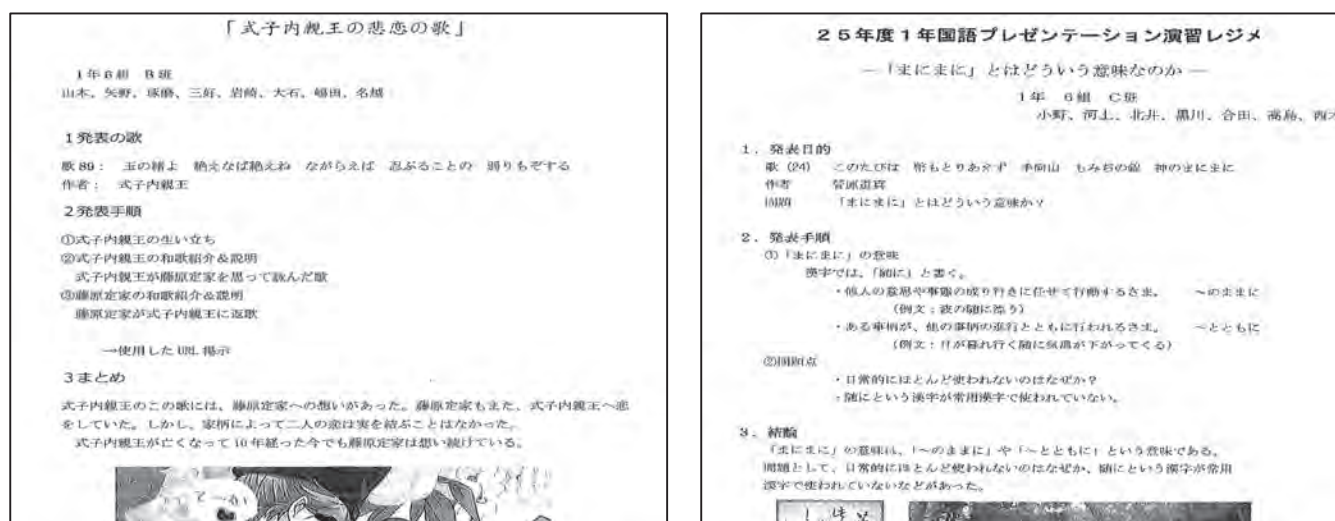 「式子内親王の悲恋の歌」
1年6組 B班
山本、矢野、琢磨、三好、岩崎、大石、嶋田、名越
1発表の歌
歌89: 玉の緒よ 絶えなば絶えね ながらえば 忍ぶることの 弱りもぞする
作者: 式子内親王
2発表手順
①式子内親王の生い立ち
②式子内親王の和歌紹介&説明
式子内親王が藤原定家を思って詠んだ歌
③藤原定家の和歌紹介&説明
藤原定家が式子内親王に返歌
→使用したURL掲示
3まとめ
式子内親王のこの歌には、藤原定家への想いがあった。藤原定家もまた、式子内親王へ恋
をしていた。しかし、家柄によって二人の恋は実を結ぶことはなかった。
式子内親王が亡くなって10年経った今でも藤原定家は想い続けている。
25年度1年国語プレゼンテーション演習レジメ
―「まにまに」とはどういう意味なのか―
1年 6組 C班
小野、河上、北井、黒川、合田、高島、西
1.発表目的
歌(24) このたびは 幣もとりあえず 手向山 もみぢの錦 神のまにまに
作者 菅原道真
問題 「まにまに」とはどういう意味か?
2.発表手順
①「まにまに」の意味
漢字では、「随に」と書く。
・他人の意思や事態の成り行きに任せて行動するさま。 ~のままに
(例文:波の随に漂う)
・ある事柄が、他の事柄の進行とともに行われるさま。 ~とともに
(例文:日が暮れ行く随に気温が下がってくる)
②問題点
・日常的にほとんど使われないのはなぜか?
・随にという漢字が常用漢字で使われていない。
3.結論
「まにまに」の意味は、「~のままに」や「~とともに」という意味である。
問題として、日常的にほとんど使われないのはなぜか、随にという漢字が常用
漢字で使われていないなどがあった。